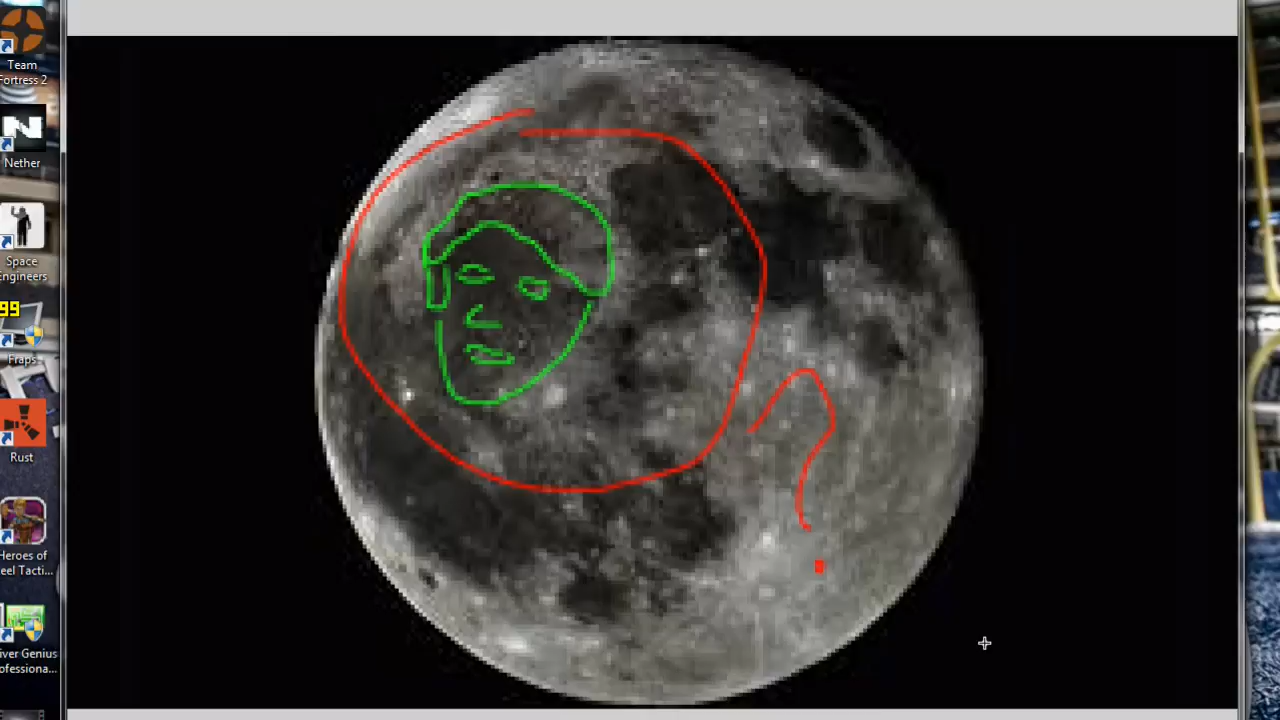 Team
Fortress 2
Nether
Space
Engineers
99
Fraps
Rust
Heroes of
eel Tacti...
iver Genius
ofessiona...
?